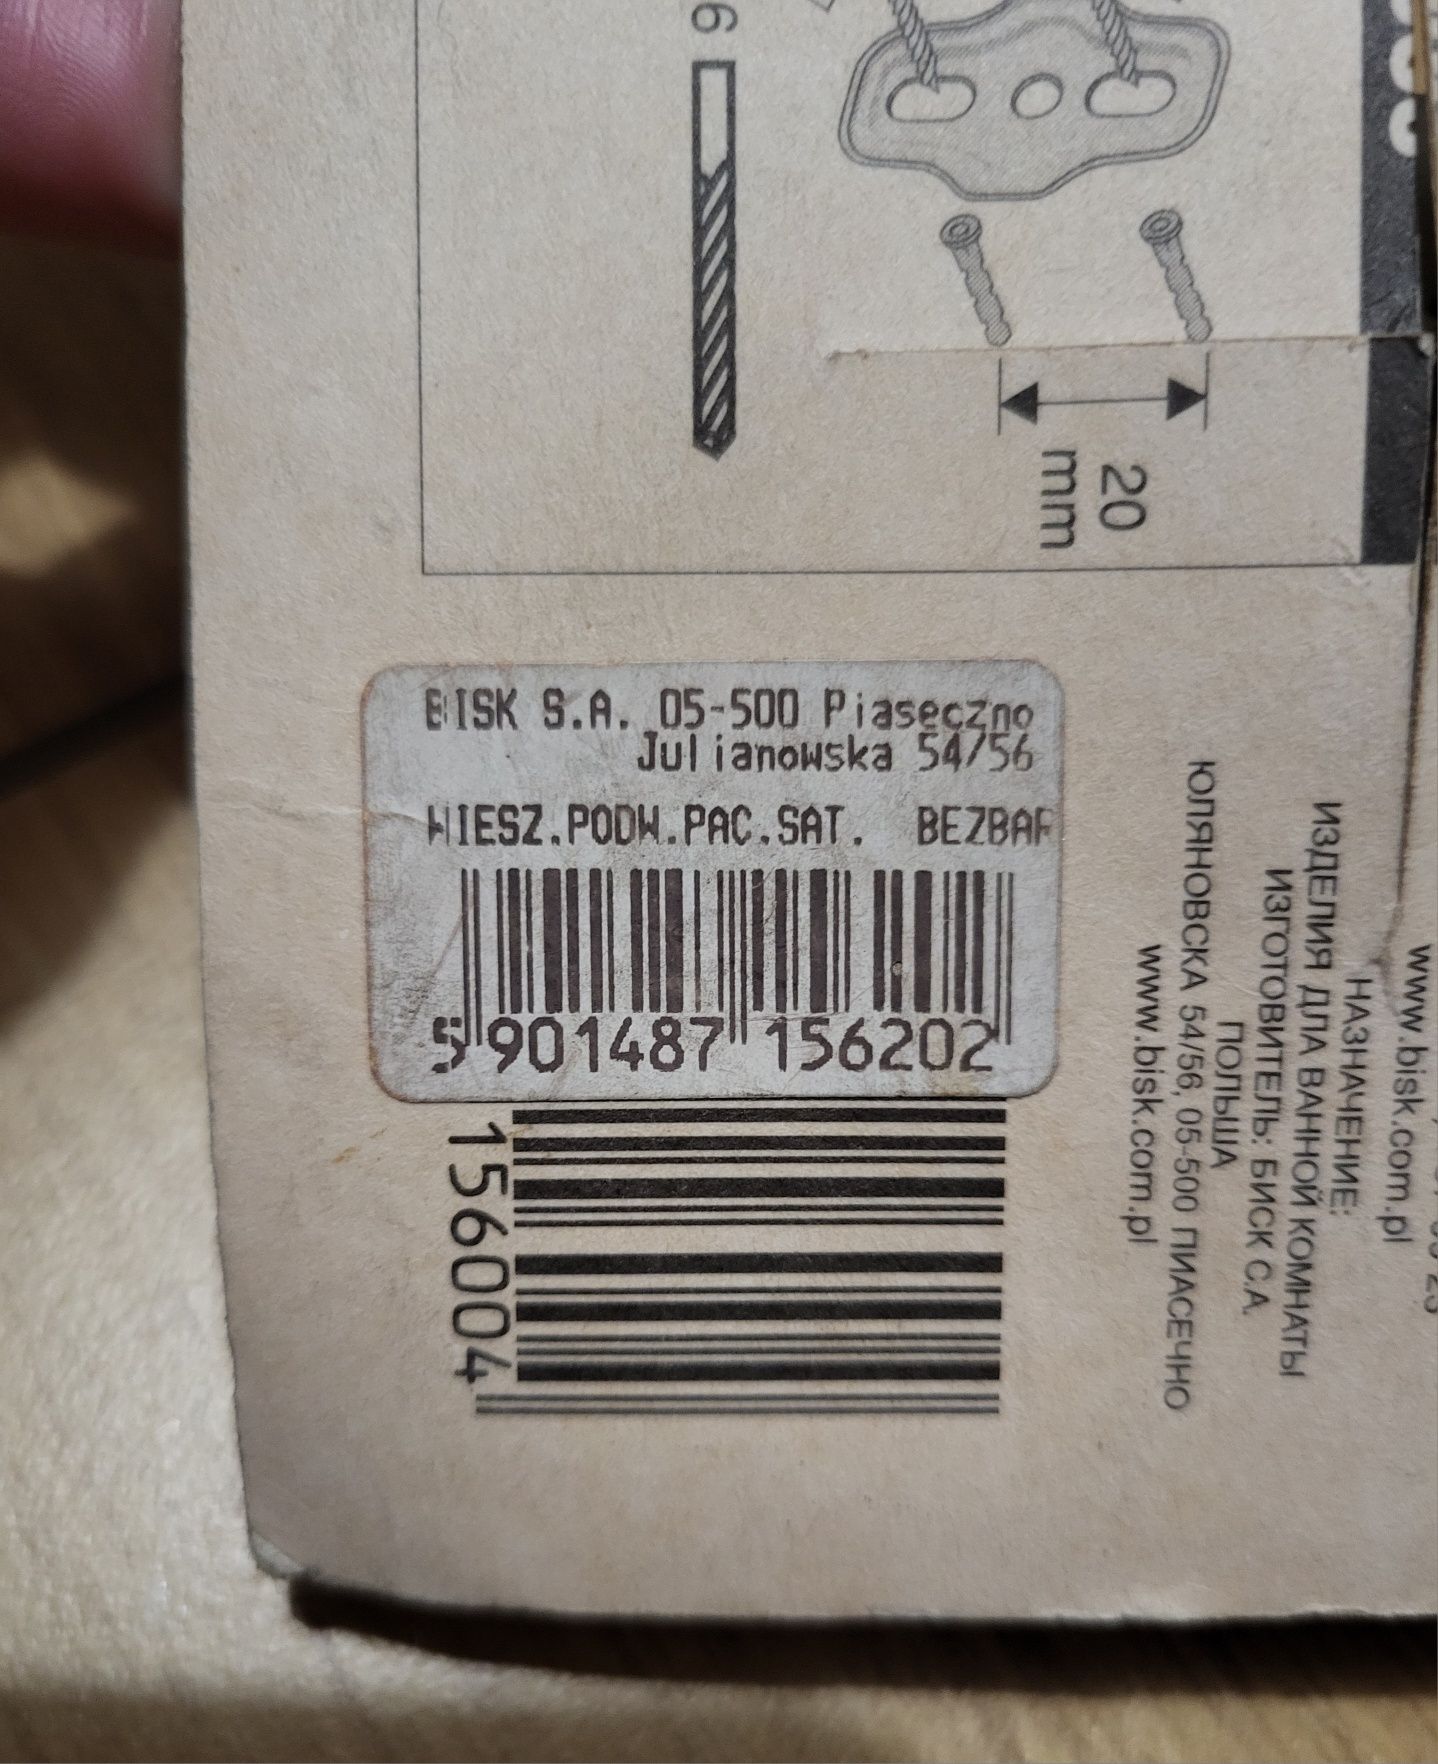 6
20
mm
BISK S.A. 05-500 Piaseczno
Julianowska 54/56
WIESZ.PODW.PAC.SAT. BEZBAR
5 901487 156202
156004
www.bisk.com.pl
НАЗНАЧЕНИЕ:
ИЗДЕЛИЯ ДЛА ВАННОЙ КОМНАТЫ
ИЗГОТОВИТЕЛЬ: БИСК С.А.
ПОЛЬША
ЮЛЯНОВСКА 54/56, 05-500 ПИАСЕЧНО
www.bisk.com.pl